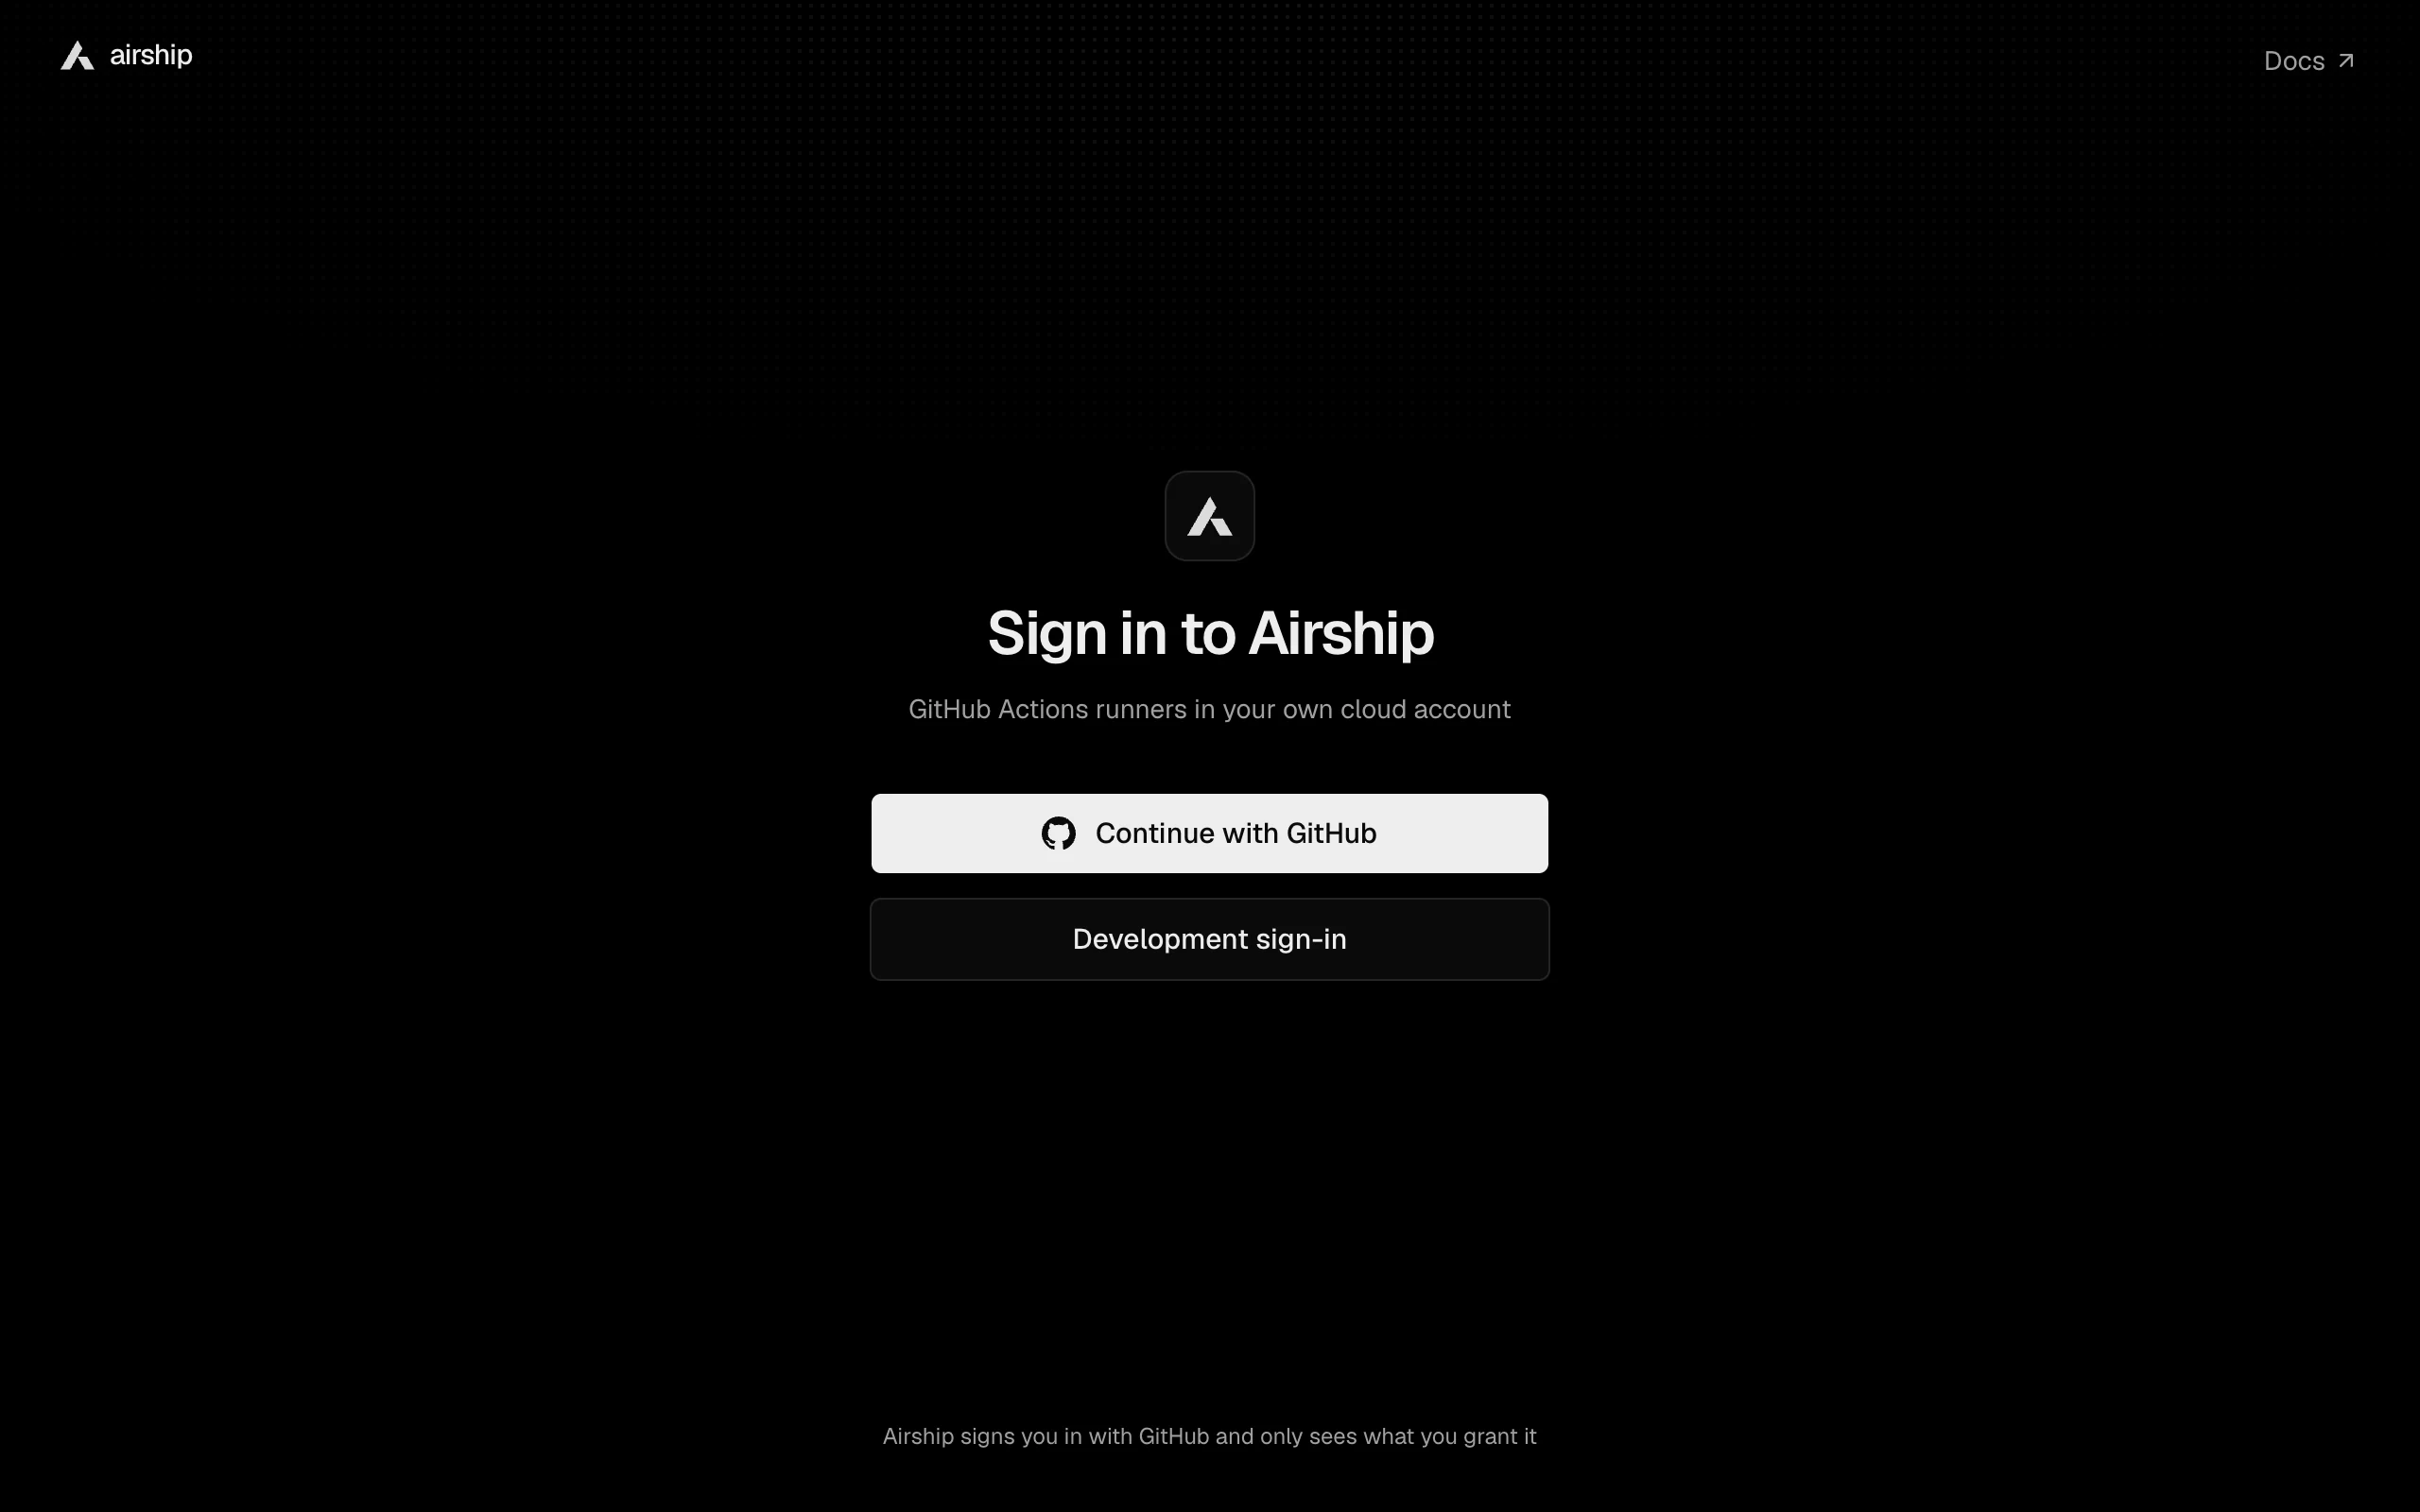 airship
Docs
Sign in to Airship
GitHub Actions runners in your own cloud account
Continue with GitHub
Development sign-in
Airship signs you in with GitHub and only sees what you grant it